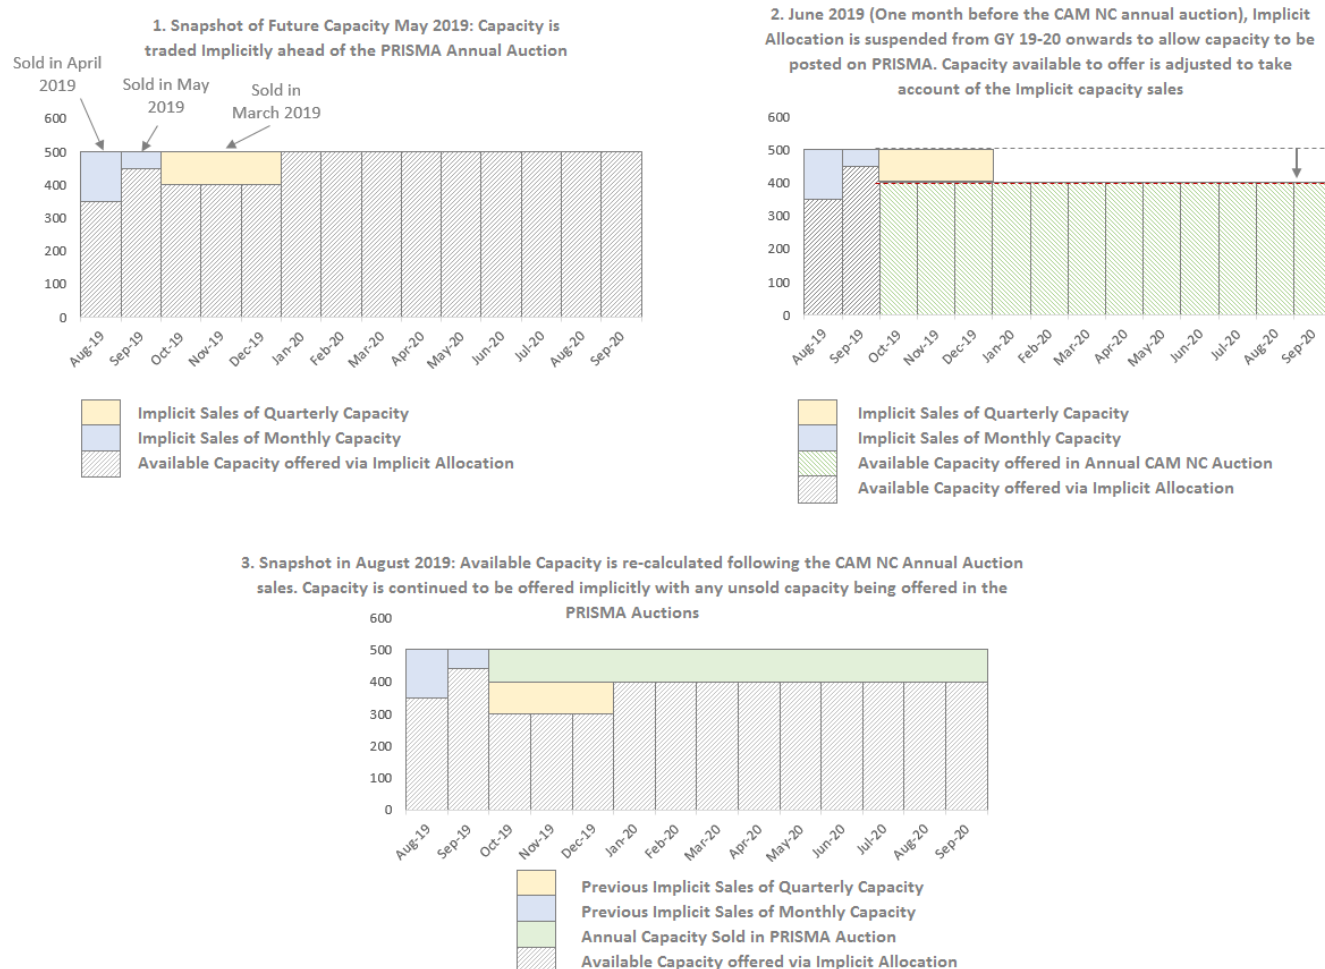 1. Snapshot of Future Capacity May 2019: Capacity is
traded Implicitly ahead of the PRISMA Annual Auction
Sold in April
2019
Sold in May
2019
Sold in
March 2019
600
500
400
300
200
100
0
Aug-19
Sep-19
Oct-19
Nov-19
Dec-19
Jan-20
Feb-20
Mar-20
Apr-20
May-20
Jun-20
Jul-20
Aug-20
Sep-20
Implicit Sales of Quarterly Capacity
Implicit Sales of Monthly Capacity
Available Capacity offered via Implicit Allocation
2. June 2019 (One month before the CAM NC annual auction), Implicit
Allocation is suspended from GY 19-20 onwards to allow capacity to be
posted on PRISMA. Capacity available to offer is adjusted to take
account of the Implicit capacity sales
600
500
400
300
200
100
0
Aug-19
Sep-19
Oct-19
Nov-19
Dec-19
Jan-20
Feb-20
Mar-20
Apr-20
May-20
Jun-20
Jul-20
Aug-20
Sep-20
Implicit Sales of Quarterly Capacity
Implicit Sales of Monthly Capacity
Available Capacity offered in Annual CAM NC Auction
Available Capacity offered via Implicit Allocation
3. Snapshot in August 2019: Available Capacity is re-calculated following the CAM NC Annual Auction
sales. Capacity is continued to be offered implicitly with any unsold capacity being offered in the
PRISMA Auctions
600
500
400
300
200
100
0
Aug-19
Sep-19
Oct-19
Nov-19
Dec-19
Jan-20
Feb-20
Mar-20
Apr-20
May-20
Jun-20
Jul-20
Aug-20
Sep-20
Previous Implicit Sales of Quarterly Capacity
Previous Implicit Sales of Monthly Capacity
Annual Capacity Sold in PRISMA Auction
Available Capacity offered via Implicit Allocation